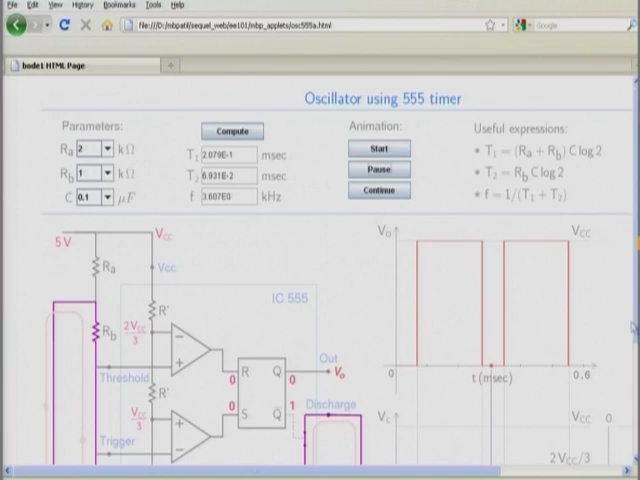 File Edit View History Bookmarks Tools Help
file:///D:/mbpatil/sequel_web/ee101/mbp_applets/osc555a.html
Google
bode1 HTML Page
Oscillator using 555 timer
Parameters:
Compute
Animation:
Useful expressions:
Ra 2 kΩ
T1 2.079E-1 msec
Start
* T1 = (Ra + Rb) C log 2
Rb 1 kΩ
T2 6.931E-2 msec
Pause
* T2 = Rb C log 2
C 0.1 μF
f 3.607E0 kHz
Continue
* f = 1/(T1 + T2)
5 V
Vcc
Vo
Vcc
Ra
Vcc
IC 555
R'
Rb
2Vcc/3
Out
Threshold
R
Q
Vo
0
0
0
t (msec)
0.6
R'
0
1
Discharge
Vcc/3
S
Q
Vc
Vcc
0
Trigger
2 Vcc/3